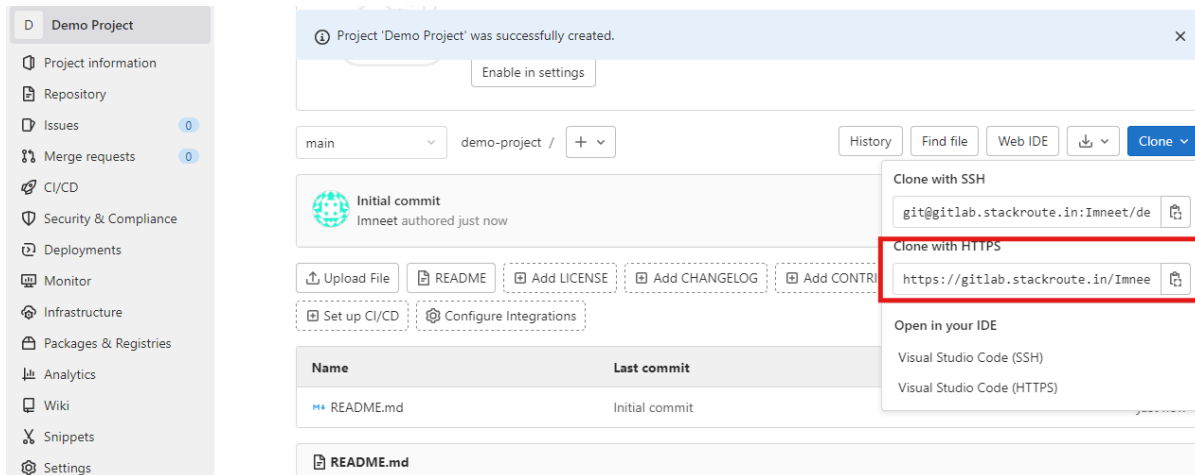 D Demo Project
Project information
Repository
Issues 0
Merge requests 0
CI/CD
Security & Compliance
Deployments
Monitor
Infrastructure
Packages & Registries
Analytics
Wiki
Snippets
Settings
Project 'Demo Project' was successfully created.
Enable in settings
main demo-project / + History Find file Web IDE Clone
Clone with SSH
git@gitlab.stackroute.in:Imneet/de
Clone with HTTPS
https://gitlab.stackroute.in/Imnee
Open in your IDE
Visual Studio Code (SSH)
Visual Studio Code (HTTPS)
Initial commit
Imneet authored just now
Upload File README Add LICENSE Add CHANGELOG Add CONTRI
Set up CI/CD Configure Integrations
Name Last commit
README.md Initial commit just now
README.md